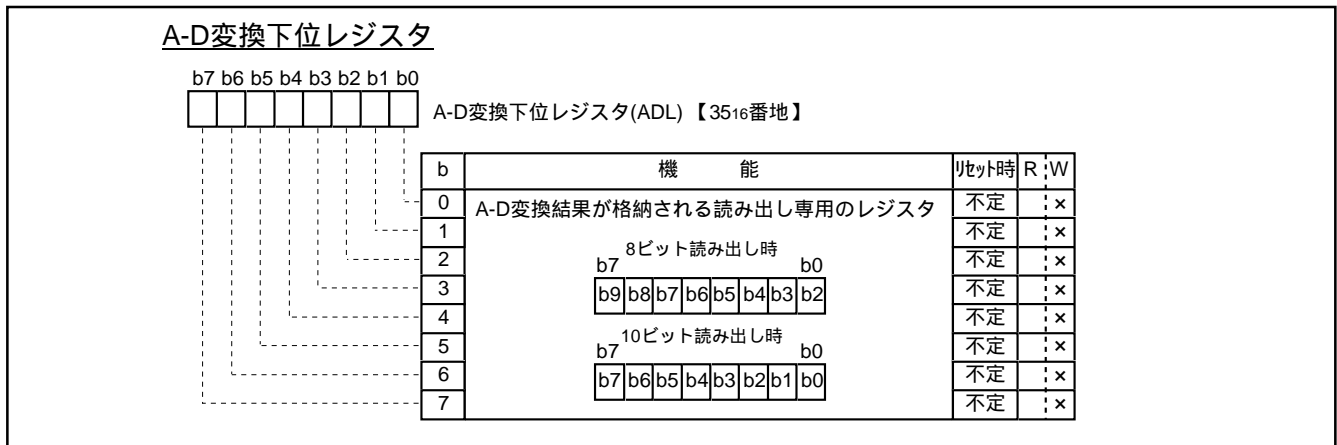 A-D変換下位レジスタ
b7 b6 b5 b4 b3 b2 b1 b0
A-D変換下位レジスタ(ADL)【3516番地】
b 機 能 リセット時 R W
0 A-D変換結果が格納される読み出し専用のレジスタ 不定 ×
1 不定 ×
2 8ビット読み出し時 不定 ×
b7 b0
3 b9 b8 b7 b6 b5 b4 b3 b2 不定 ×
4 不定 ×
5 10ビット読み出し時 不定 ×
b7 b0
6 b7 b6 b5 b4 b3 b2 b1 b0 不定 ×
7 不定 ×